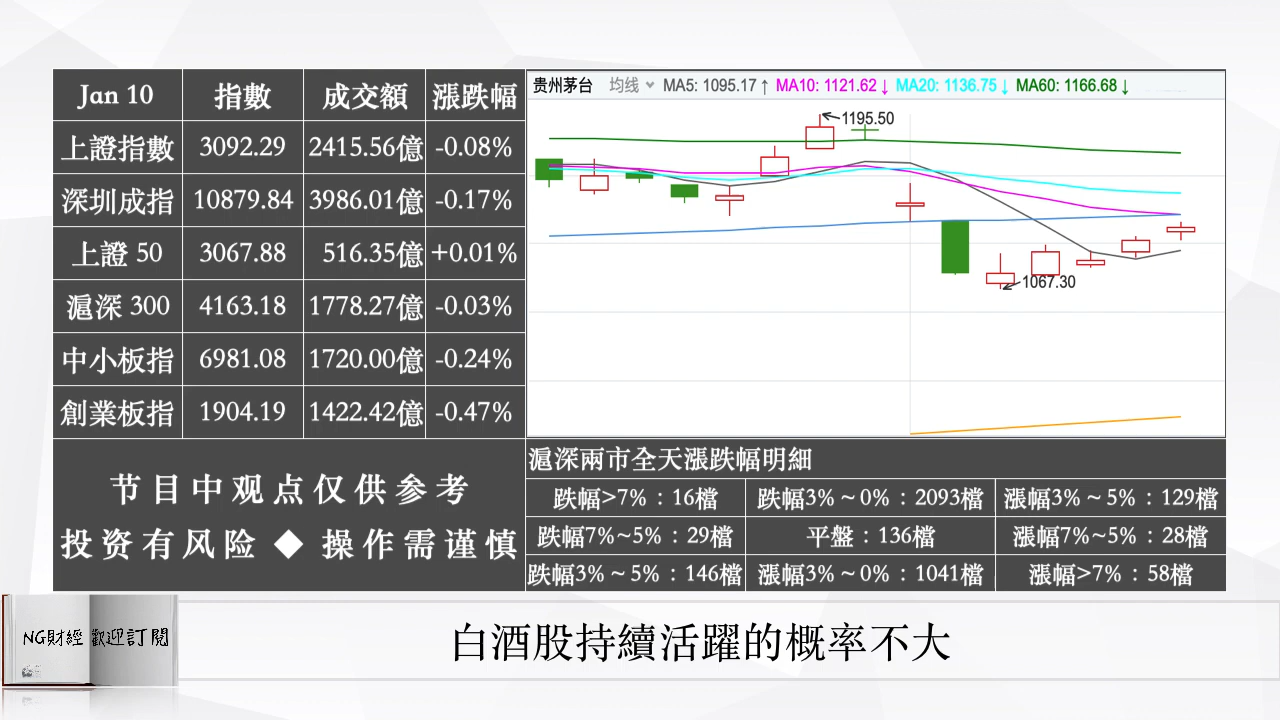 Jan 10 指數 成交額 漲跌幅
上證指數 3092.29 2415.56億 -0.08%
深圳成指 10879.84 3986.01億 -0.17%
上證 50 3067.88 516.35億 +0.01%
滬深 300 4163.18 1778.27億 -0.03%
中小板指 6981.08 1720.00億 -0.24%
創業板指 1904.19 1422.42億 -0.47%
节目中观点仅供参考
投资有风险 ◆ 操作需谨慎
贵州茅台 均线 MA5: 1095.17↑ MA10: 1121.62↓ MA20: 1136.75↓ MA60: 1166.68↓
1195.50
1067.30
滬深兩市全天漲跌幅明細
跌幅>7%：16檔 跌幅3%～0%：2093檔 漲幅3%～5%：129檔
跌幅7%~5%：29檔 平盤：136檔 漲幅7%~5%：28檔
跌幅3%～5%：146檔 漲幅3%～0%：1041檔 漲幅>7%：58檔
NG財經 歡迎訂閱
白酒股持續活躍的概率不大